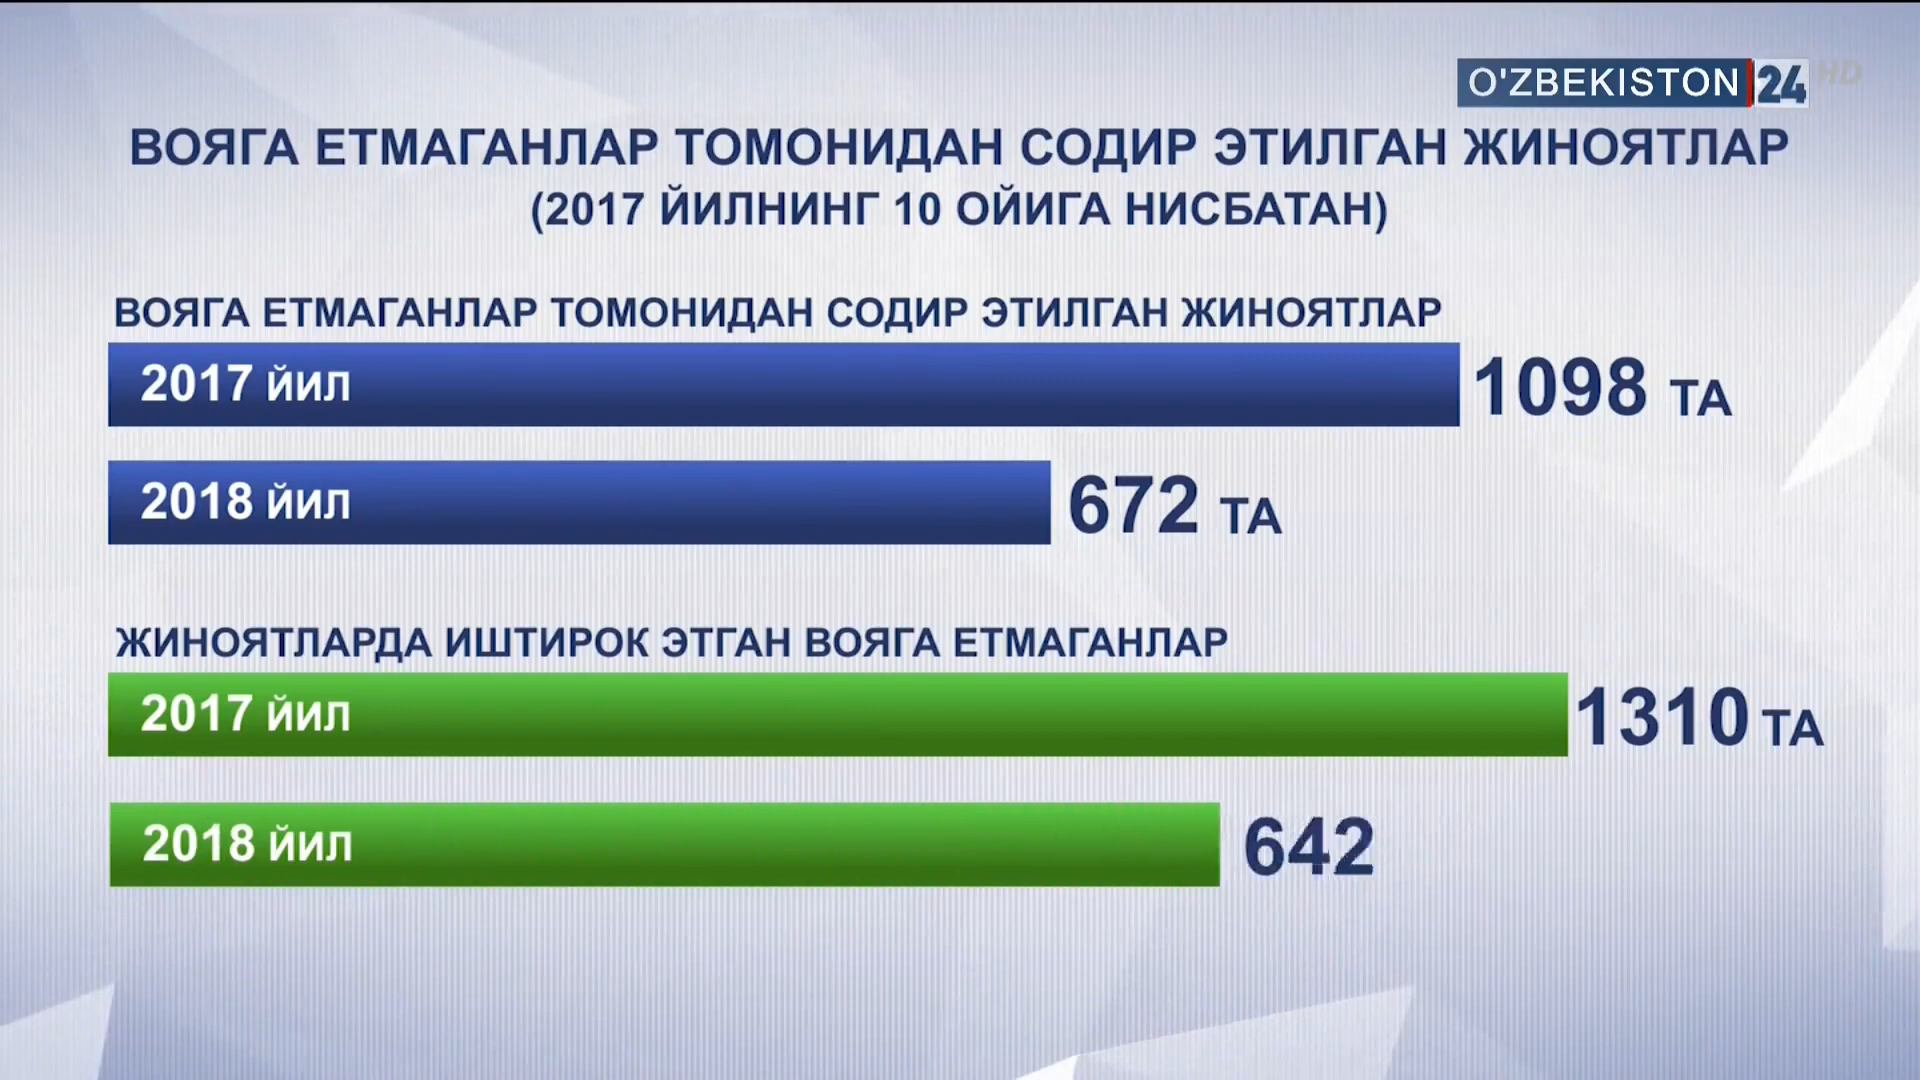 O'ZBEKISTON 24 HD
ВОЯГА ЕТМАГАНЛАР ТОМОНИДАН СОДИР ЭТИЛГАН ЖИНОЯТЛАР
(2017 ЙИЛНИНГ 10 ОЙИГА НИСБАТАН)
ВОЯГА ЕТМАГАНЛАР ТОМОНИДАН СОДИР ЭТИЛГАН ЖИНОЯТЛАР
2017 йил 1098 ТА
2018 йил 672 ТА
ЖИНОЯТЛАРДА ИШТИРОК ЭТГАН ВОЯГА ЕТМАГАНЛАР
2017 йил 1310 ТА
2018 йил 642